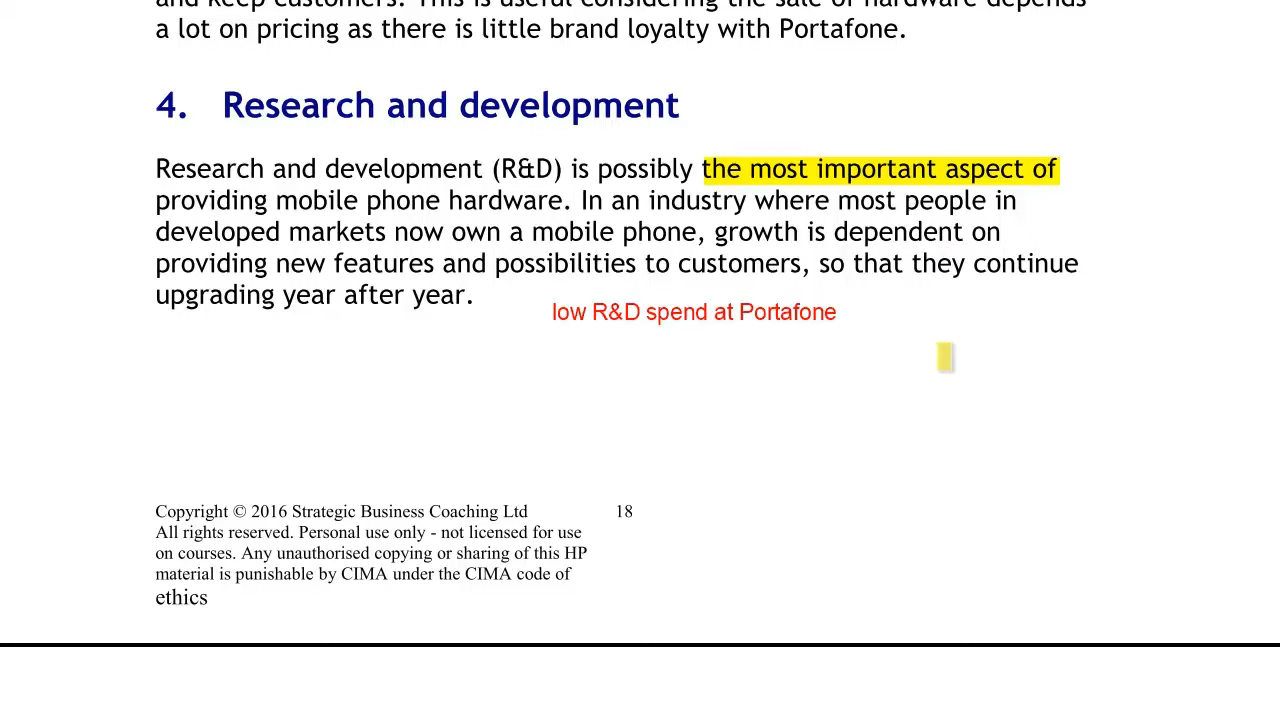 and keep customers. This is useful considering the sale of hardware depends
a lot on pricing as there is little brand loyalty with Portafone.
4. Research and development
Research and development (R&D) is possibly the most important aspect of
providing mobile phone hardware. In an industry where most people in
developed markets now own a mobile phone, growth is dependent on
providing new features and possibilities to customers, so that they continue
upgrading year after year.
low R&D spend at Portafone
Copyright © 2016 Strategic Business Coaching Ltd 18
All rights reserved. Personal use only - not licensed for use
on courses. Any unauthorised copying or sharing of this HP
material is punishable by CIMA under the CIMA code of
ethics